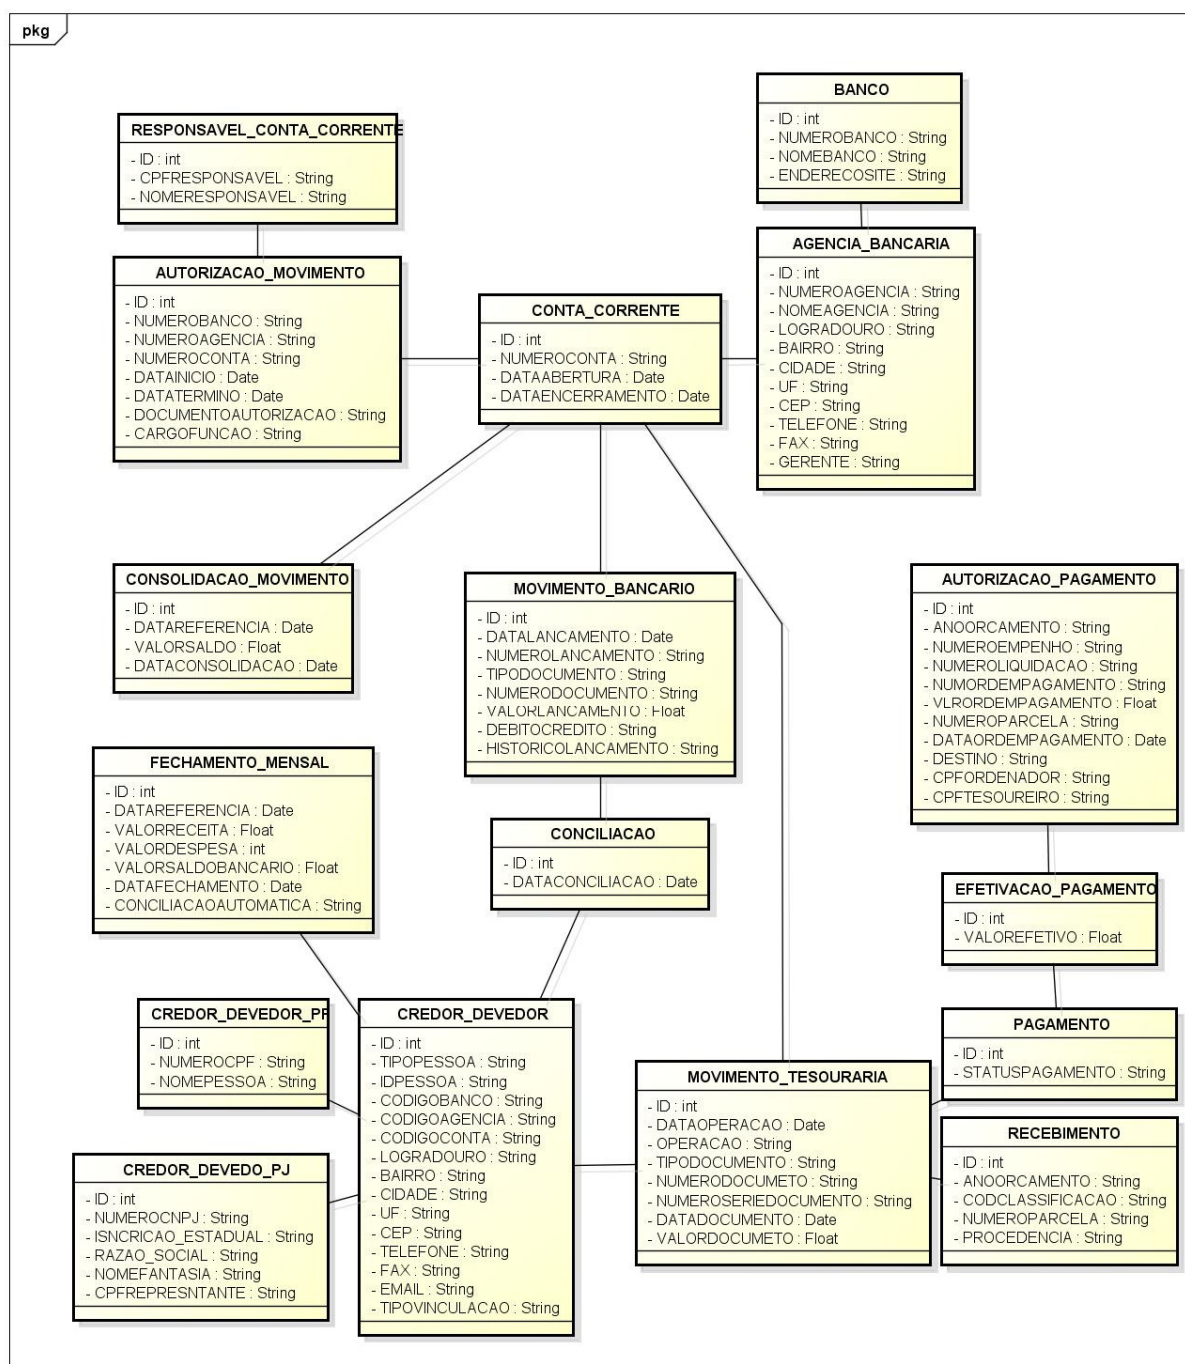 pkg
BANCO
- ID : int
- NUMEROBANCO : String
- NOMEBANCO : String
- ENDERECOSITE : String
RESPONSAVEL_CONTA_CORRENTE
- ID : int
- CPFRESPONSAVEL : String
- NOMERESPONSAVEL : String
AGENCIA_BANCARIA
- ID : int
- NUMEROAGENCIA : String
- NOMEAGENCIA : String
- LOGRADOURO : String
- BAIRRO : String
- CIDADE : String
- UF : String
- CEP : String
- TELEFONE : String
- FAX : String
- GERENTE : String
AUTORIZACAO_MOVIMENTO
- ID : int
- NUMEROBANCO : String
- NUMEROAGENCIA : String
- NUMEROCONTA : String
- DATAINICIO : Date
- DATATERMINO : Date
- DOCUMENTOAUTORIZACAO : String
- CARGOFUNCAO : String
CONTA_CORRENTE
- ID : int
- NUMEROCONTA : String
- DATAABERTURA : Date
- DATAENCERRAMENTO : Date
CONSOLIDACAO_MOVIMENTO
- ID : int
- DATAREFERENCIA : Date
- VALORSALDO : Float
- DATACONSOLIDACAO : Date
MOVIMENTO_BANCARIO
- ID : int
- DATALANCAMENTO : Date
- NUMEROLANCAMENTO : String
- TIPODOCUMENTO : String
- NUMERODOCUMENTO : String
- VALORLANCAMENTO : Float
- DEBITOCREDITO : String
- HISTORICOLANCAMENTO : String
AUTORIZACAO_PAGAMENTO
- ID : int
- ANOORCAMENTO : String
- NUMEROEMPENHO : String
- NUMEROLIQUIDACAO : String
- NUMORDEMPAGAMENTO : String
- VLRORDEMPAGAMENTO : Float
- NUMEROPARCELA : String
- DATAORDEMPAGAMENTO : Date
- DESTINO : String
- CPFORDENADOR : String
- CPFTESOUREIRO : String
FECHAMENTO_MENSAL
- ID : int
- DATAREFERENCIA : Date
- VALORRECEITA : Float
- VALORDESPESA : int
- VALORSALDOBANCARIO : Float
- DATAFECHAMENTO : Date
- CONCILIACAOAUTOMATICA : String
CONCILIACAO
- ID : int
- DATACONCILIACAO : Date
EFETIVACAO_PAGAMENTO
- ID : int
- VALOREFETIVO : Float
CREDOR_DEVEDOR_PF
- ID : int
- NUMEROCPF : String
- NOMEPESSOA : String
CREDOR_DEVEDOR
- ID : int
- TIPOPESSOA : String
- IDPESSOA : String
- CODIGOBANCO : String
- CODIGOAGENCIA : String
- CODIGOCONTA : String
- LOGRADOURO : String
- BAIRRO : String
- CIDADE : String
- UF : String
- CEP : String
- TELEFONE : String
- FAX : String
- EMAIL : String
- TIPOVINCULACAO : String
PAGAMENTO
- ID : int
- STATUSPAGAMENTO : String
MOVIMENTO_TESOURARIA
- ID : int
- DATAOPERACAO : Date
- OPERACAO : String
- TIPODOCUMENTO : String
- NUMERODOCUMETO : String
- NUMEROSERIEDOCUMENTO : String
- DATADOCUMENTO : Date
- VALORDOCUMETO : Float
RECEBIMENTO
- ID : int
- ANOORCAMENTO : String
- CODCLASSIFICACAO : String
- NUMEROPARCELA : String
- PROCEDENCIA : String
CREDOR_DEVEDO_PJ
- ID : int
- NUMEROCNPJ : String
- ISNCRICAO_ESTADUAL : String
- RAZAO_SOCIAL : String
- NOMEFANTASIA : String
- CPFREPRESNTANTE : String